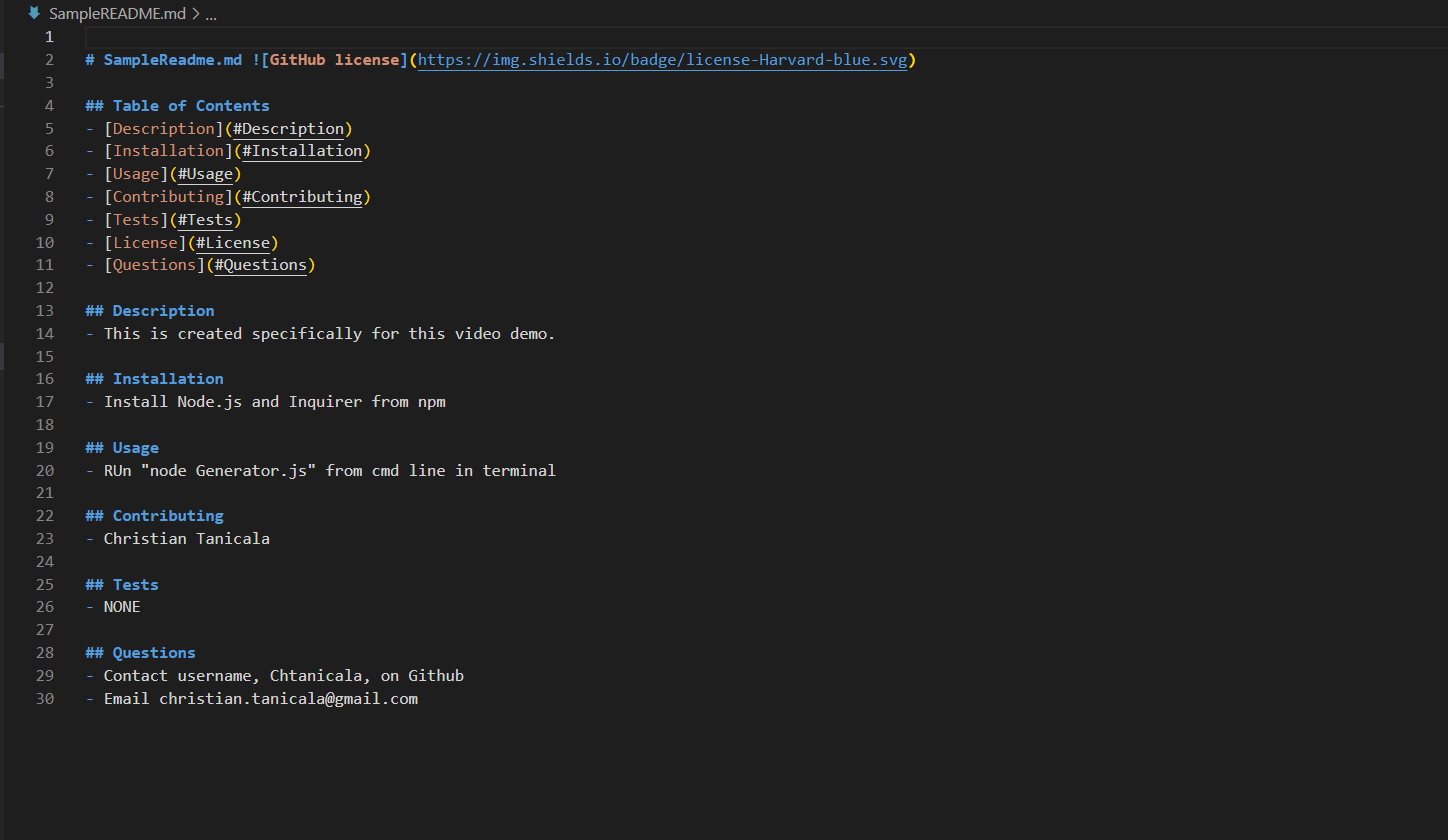 SampleREADME.md > ...
1
2 # SampleReadme.md ![GitHub license](https://img.shields.io/badge/license-Harvard-blue.svg)
3
4 ## Table of Contents
5 - [Description](#Description)
6 - [Installation](#Installation)
7 - [Usage](#Usage)
8 - [Contributing](#Contributing)
9 - [Tests](#Tests)
10 - [License](#License)
11 - [Questions](#Questions)
12
13 ## Description
14 - This is created specifically for this video demo.
15
16 ## Installation
17 - Install Node.js and Inquirer from npm
18
19 ## Usage
20 - RUn "node Generator.js" from cmd line in terminal
21
22 ## Contributing
23 - Christian Tanicala
24
25 ## Tests
26 - NONE
27
28 ## Questions
29 - Contact username, Chtanicala, on Github
30 - Email christian.tanicala@gmail.com